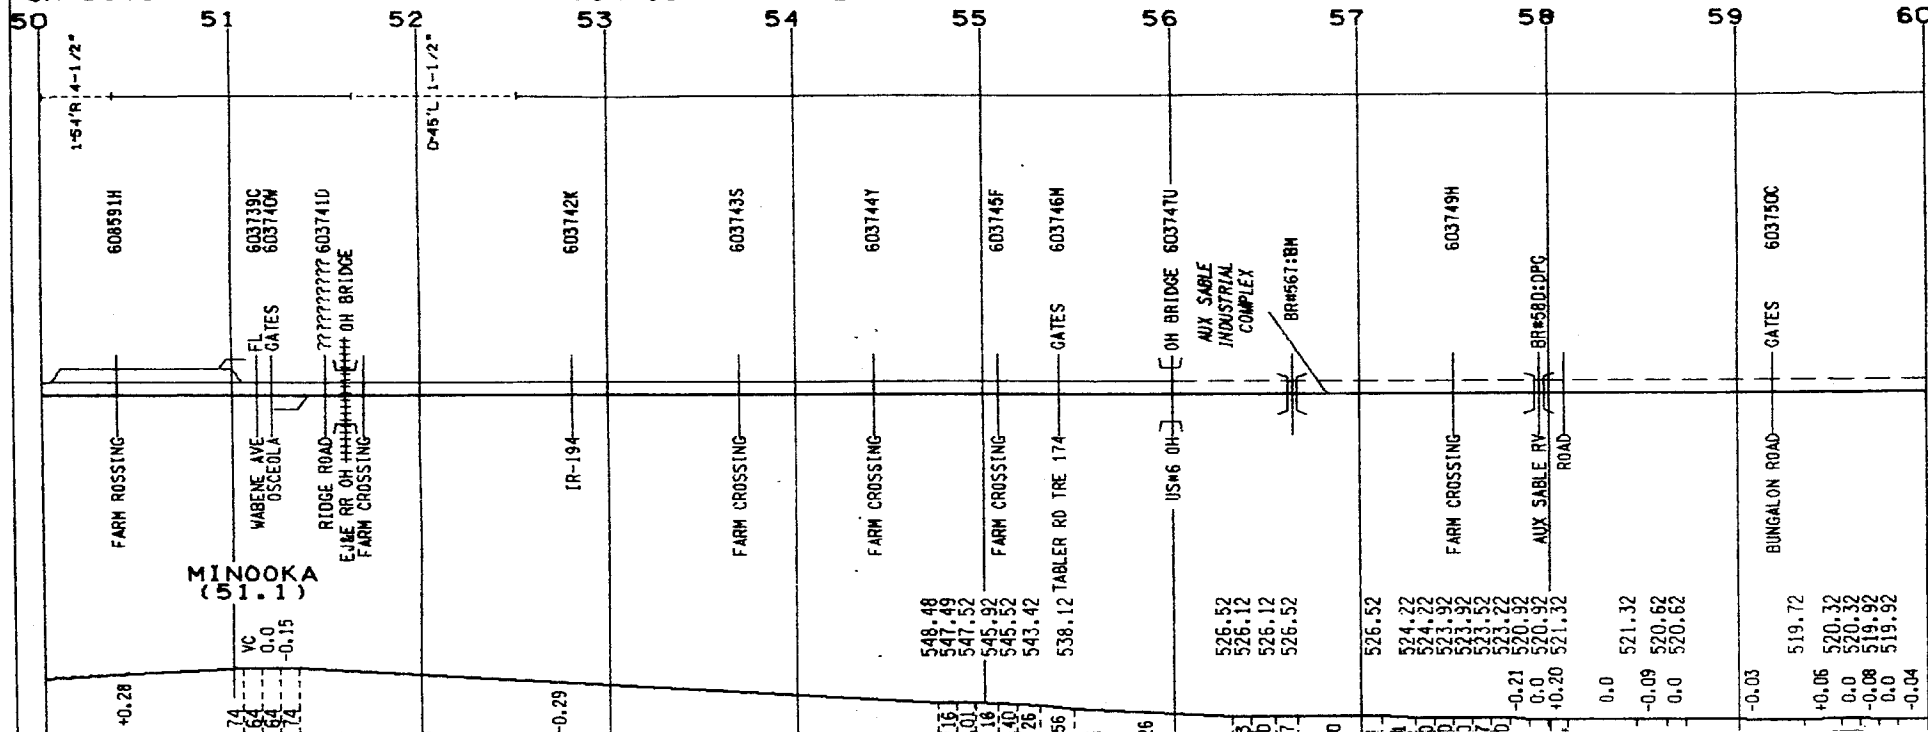 50 51 52 53 54 55 56 57 58 59 60
1°54'R 4-1/2"
0°45'L 1-1/2"
608591H
603739C
603740W
603741D
603742K
603743S
603744Y
603745F
603746M
603747U
603749H
603750C
FL
GATES
?????????
OH BRIDGE
GATES
OH BRIDGE
AUX SABLE
INDUSTRIAL
COMPLEX
BR#567:BM
BR#580:DPG
GATES
FARM ROSSING
WABENE AVE
OSCEOLA
RIDGE ROAD
EJ&E RR OH
FARM CROSSING
IR-194
FARM CROSSING
FARM CROSSING
FARM CROSSING
TABLER RD TRE 174
US#6 OH
FARM CROSSING
AUX SABLE RV
ROAD
BUNGALON ROAD
MINOOKA
(51.1)
VC
0.0
-0.15
548.48
547.49
547.52
545.92
545.52
543.42
538.12
526.52
526.12
526.12
526.52
526.52
524.22
524.22
523.92
523.92
523.52
523.22
520.92
520.92
521.32
521.32
520.62
520.62
519.72
520.32
520.32
519.92
519.92
+0.28
-0.29
-0.21
0.0
+0.20
0.0
-0.09
0.0
-0.03
+0.06
0.0
-0.08
0.0
-0.04